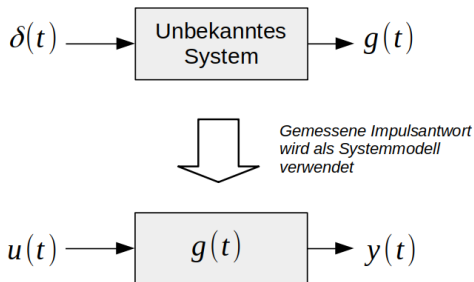 δ(t) Unbekanntes System g(t)
Gemessene Impulsantwort
wird als Systemmodell
verwendet
u(t) g(t) y(t)